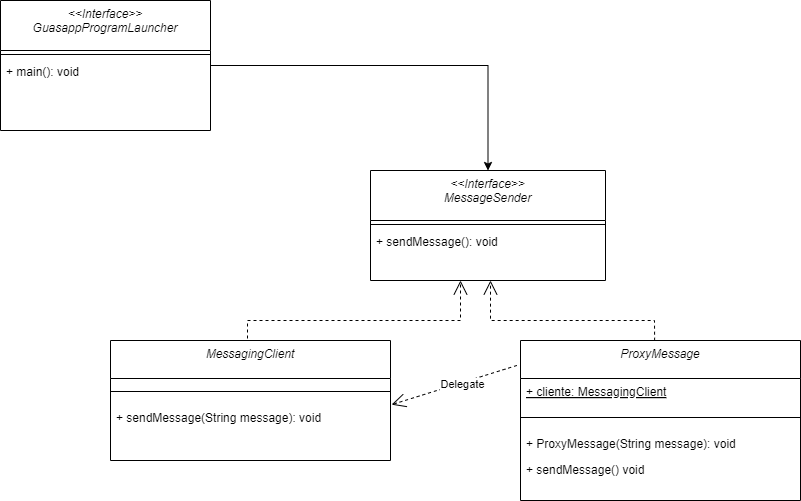 <<Interface>>
GuasappProgramLauncher
+ main(): void
<<Interface>>
MessageSender
+ sendMessage(): void
MessagingClient
+ sendMessage(String message): void
Delegate
ProxyMessage
+ cliente: MessagingClient
+ ProxyMessage(String message): void
+ sendMessage() void